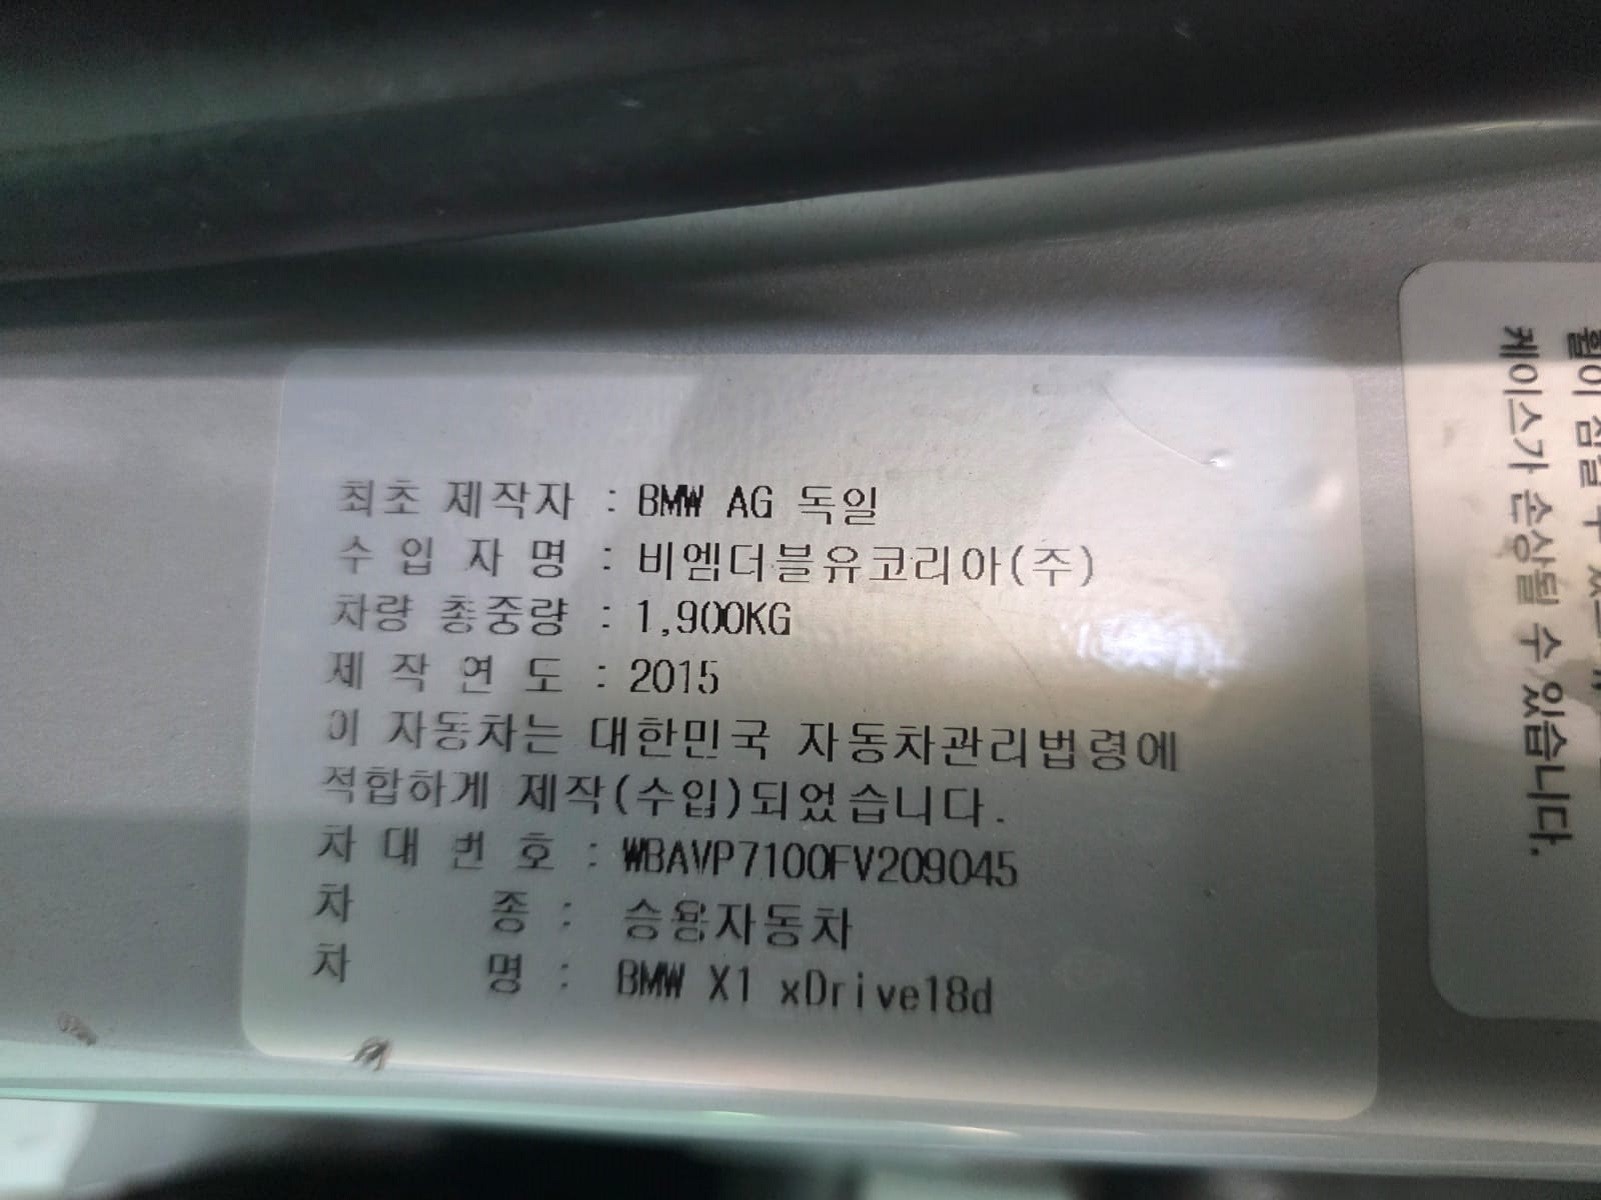 최초 제작자 : BMW AG 독일
수 입 자 명 : 비엠더블유코리아(주)
차량 총중량 : 1,900KG
제 작 연 도 : 2015
이 자동차는 대한민국 자동차관리법령에
적합하게 제작(수입)되었습니다.
차 대 번 호 : WBAVP7100FV209045
차 종 : 승용자동차
차 명 : BMW X1 xDrive18d
휠이
케이스가 손상될 수 있습니다.